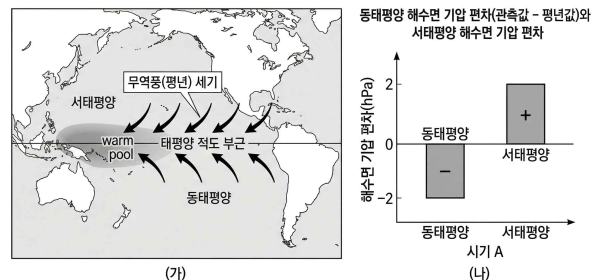 무역풍(평년) 세기
서태평양
warm
pool
태평양 적도 부근
동태평양
(가)
동태평양 해수면 기압 편차(관측값 – 평년값)와
서태평양 해수면 기압 편차
해수면 기압 편차(hPa)
2
0
−2
동태평양
−
+
서태평양
동태평양
서태평양
시기 A
(나)